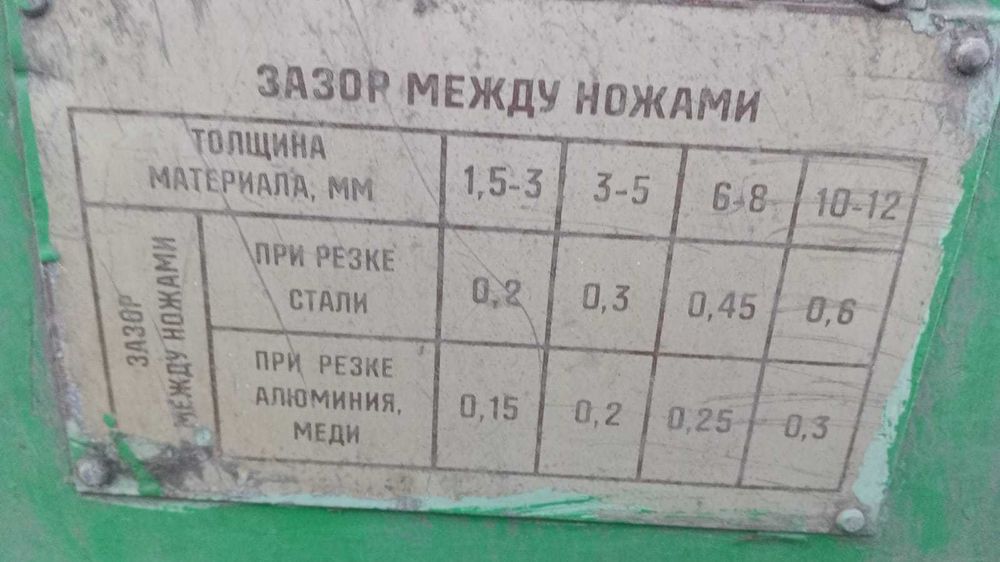 ЗАЗОР МЕЖДУ НОЖАМИ
ТОЛЩИНА
МАТЕРИАЛА, ММ
1,5-3
3-5
6-8
10-12
ЗАЗОР
МЕЖДУ НОЖАМИ
ПРИ РЕЗКЕ
СТАЛИ
0,2
0,3
0,45
0,6
ПРИ РЕЗКЕ
АЛЮМИНИЯ,
МЕДИ
0,15
0,2
0,25
0,3